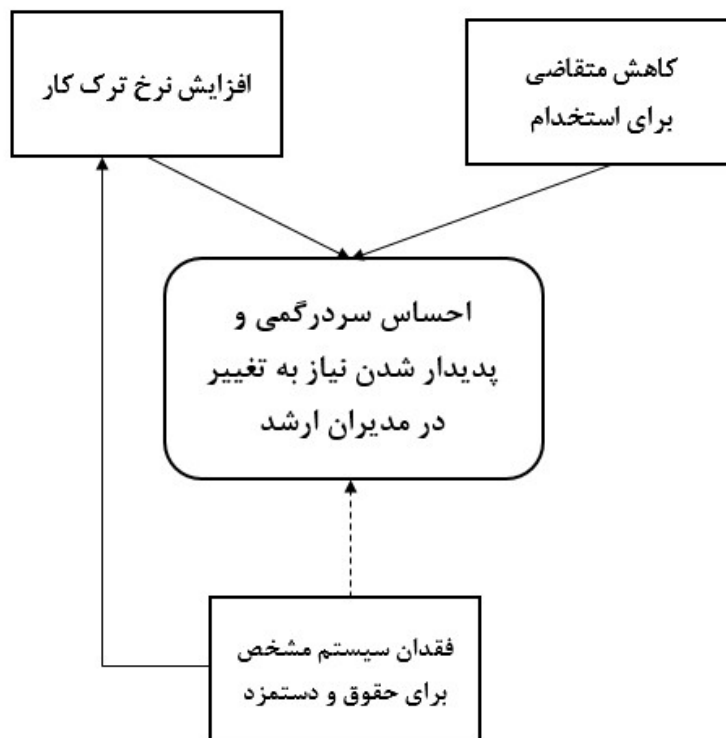 کاهش متقاضی
برای استخدام
افزایش نرخ ترک کار
احساس سردرگمی و
پدیدار شدن نیاز به تغییر
در مدیران ارشد
فقدان سیستم مشخص
برای حقوق و دستمزد